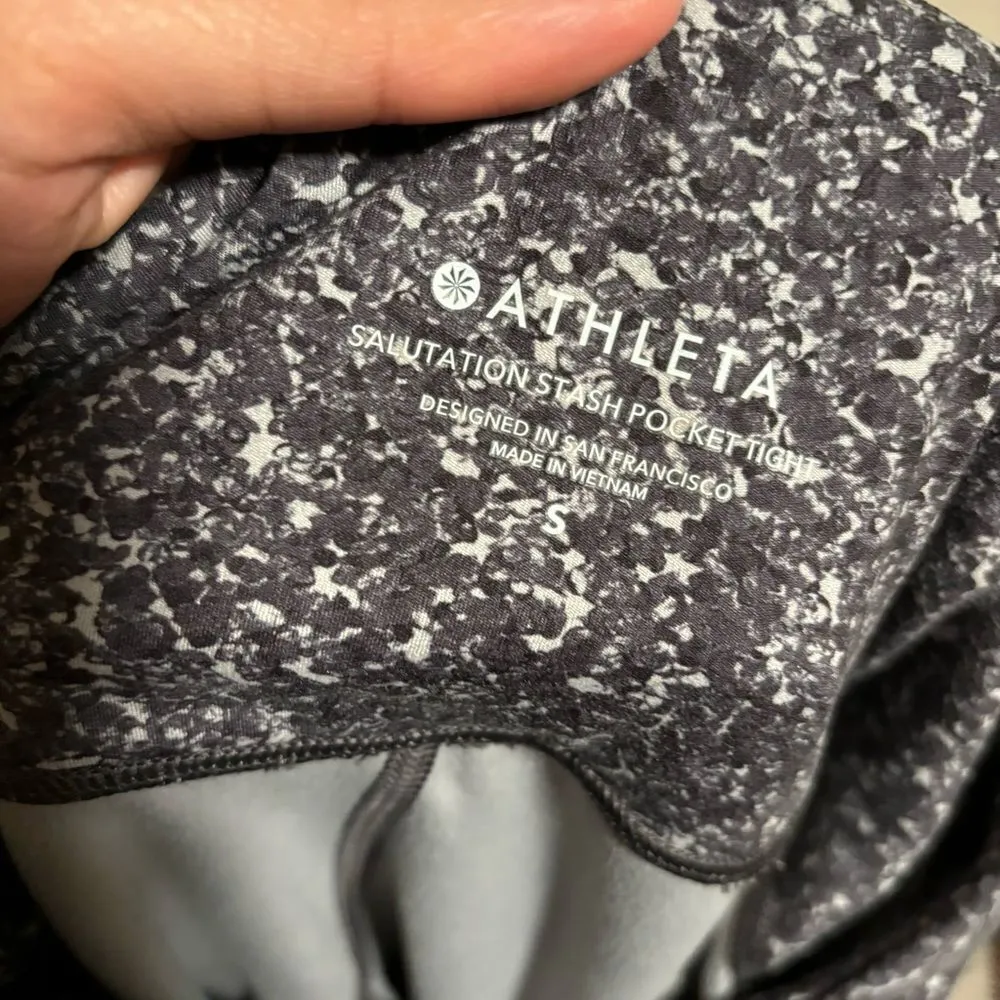 ATHLETA
SALUTATION STASH POCKET TIGHT
DESIGNED IN SAN FRANCISCO
MADE IN VIETNAM
S